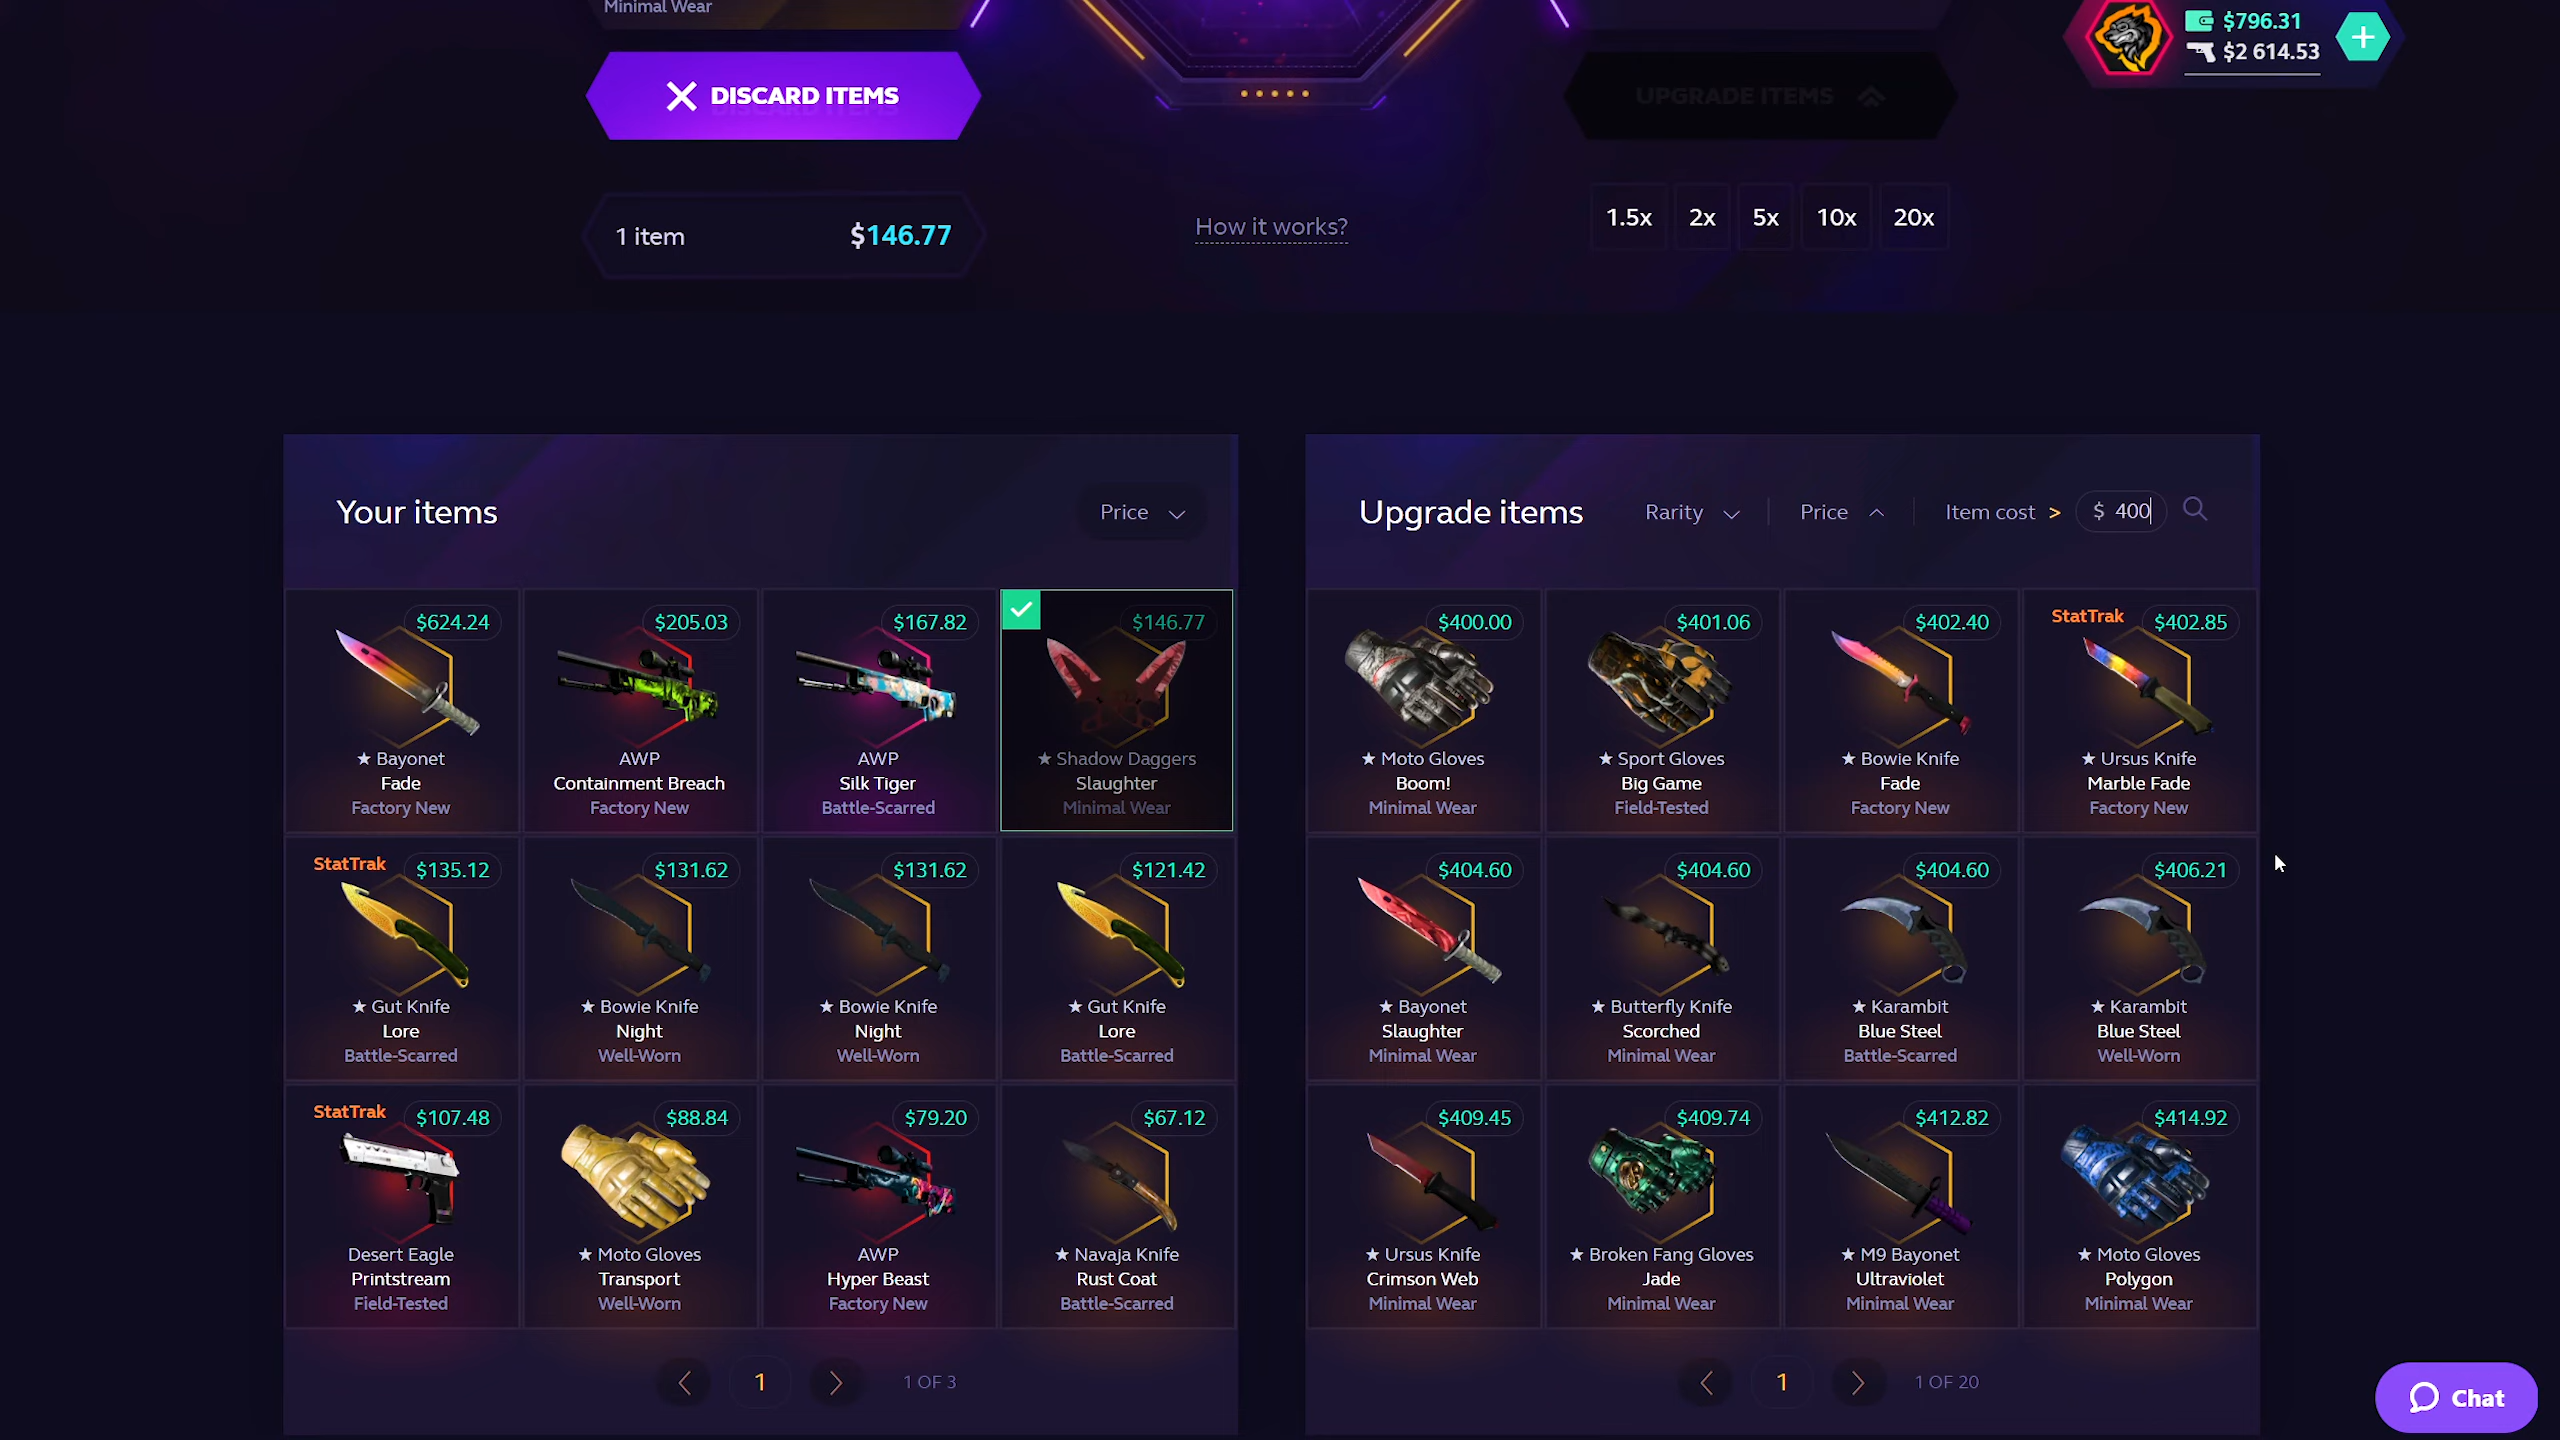 Minimal Wear
$796.31
$2 614.53
DISCARD ITEMS
UPGRADE ITEMS
1 item
$146.77
How it works?
1.5x
2x
5x
10x
20x
Your items
Price
$624.24
★ Bayonet
Fade
Factory New
$205.03
AWP
Containment Breach
Factory New
$167.82
AWP
Silk Tiger
Battle-Scarred
$146.77
★ Shadow Daggers
Slaughter
Minimal Wear
StatTrak
$135.12
★ Gut Knife
Lore
Battle-Scarred
$131.62
★ Bowie Knife
Night
Well-Worn
$131.62
★ Bowie Knife
Night
Well-Worn
$121.42
★ Gut Knife
Lore
Battle-Scarred
StatTrak
$107.48
Desert Eagle
Printstream
Field-Tested
$88.84
★ Moto Gloves
Transport
Well-Worn
$79.20
AWP
Hyper Beast
Factory New
$67.12
★ Navaja Knife
Rust Coat
Battle-Scarred
1
1 OF 3
Upgrade items
Rarity
Price
Item cost >
$ 400
$400.00
★ Moto Gloves
Boom!
Minimal Wear
$401.06
★ Sport Gloves
Big Game
Field-Tested
$402.40
★ Bowie Knife
Fade
Factory New
StatTrak
$402.85
★ Ursus Knife
Marble Fade
Factory New
$404.60
★ Bayonet
Slaughter
Minimal Wear
$404.60
★ Butterfly Knife
Scorched
Minimal Wear
$404.60
★ Karambit
Blue Steel
Battle-Scarred
$406.21
★ Karambit
Blue Steel
Well-Worn
$409.45
★ Ursus Knife
Crimson Web
Minimal Wear
$409.74
★ Broken Fang Gloves
Jade
Minimal Wear
$412.82
★ M9 Bayonet
Ultraviolet
Minimal Wear
$414.92
★ Moto Gloves
Polygon
Minimal Wear
1
1 OF 20
Chat